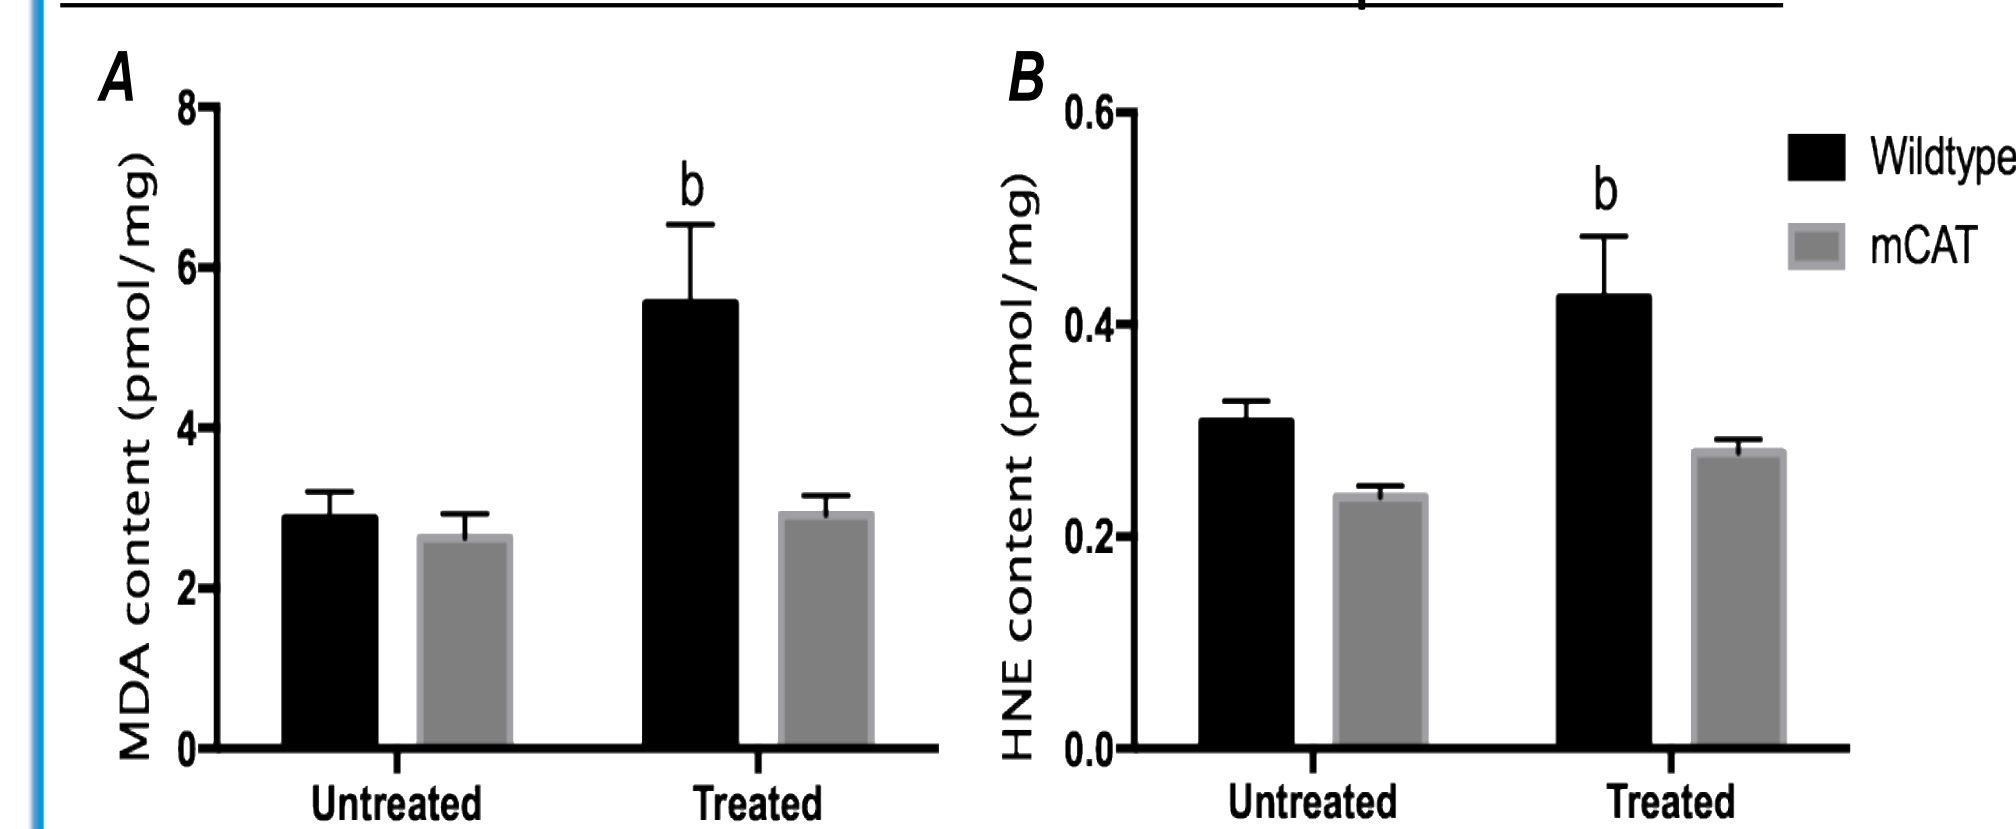 A
8
6
4
2
0
MDA content (pmol/mg)
b
Untreated
Treated
B
0.6
0.4
0.2
0.0
HNE content (pmol/mg)
b
Untreated
Treated
Wildtype
mCAT